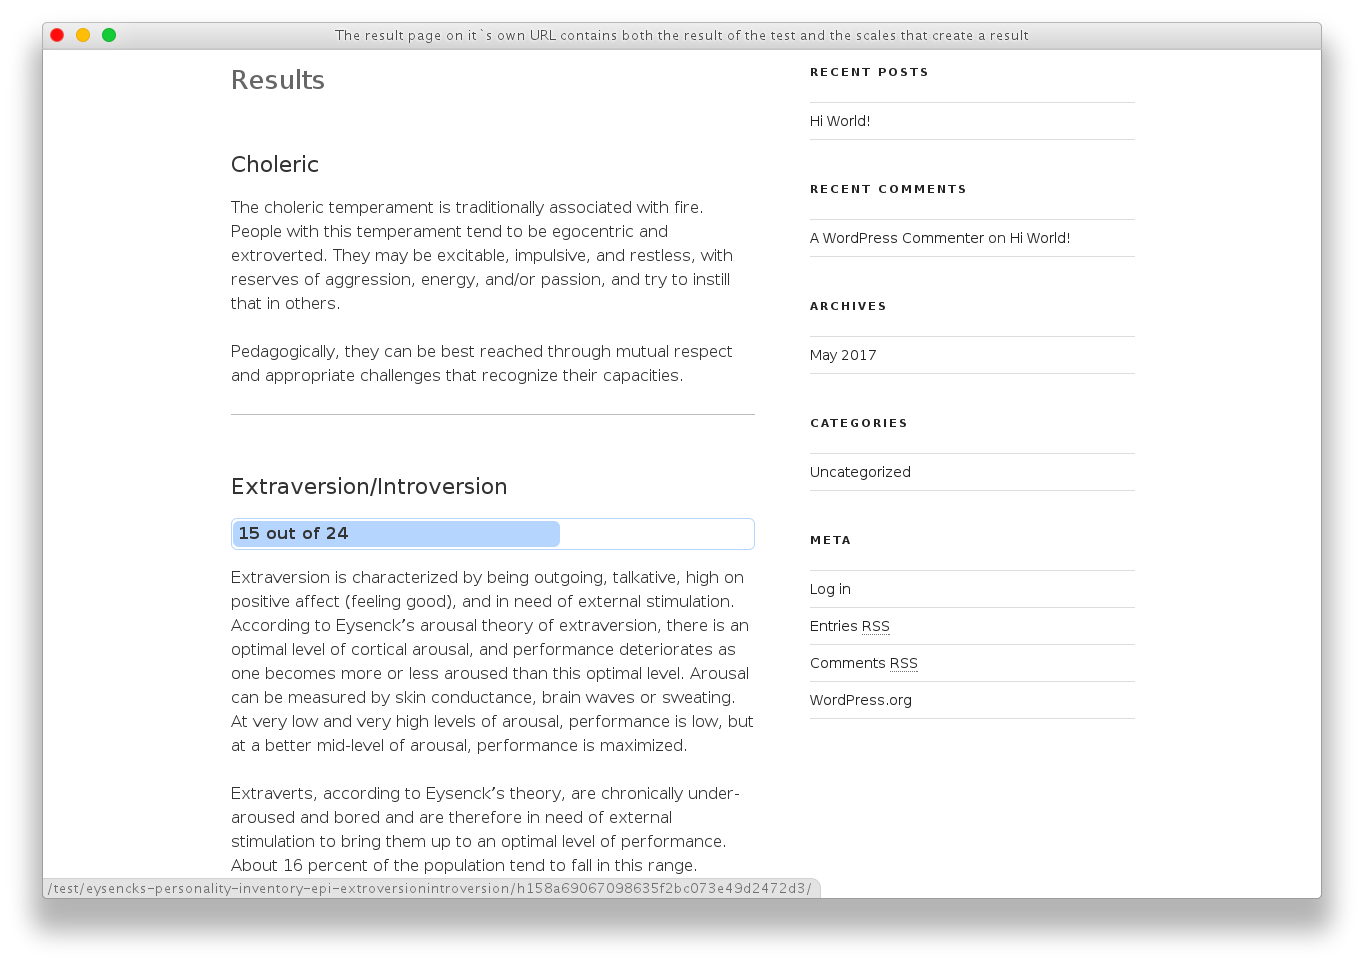 The result page on it`s own URL contains both the result of the test and the scales that create a result
Results
Choleric
The choleric temperament is traditionally associated with fire.
People with this temperament tend to be egocentric and
extroverted. They may be excitable, impulsive, and restless, with
reserves of aggression, energy, and/or passion, and try to instill
that in others.
Pedagogically, they can be best reached through mutual respect
and appropriate challenges that recognize their capacities.
Extraversion/Introversion
15 out of 24
Extraversion is characterized by being outgoing, talkative, high on
positive affect (feeling good), and in need of external stimulation.
According to Eysenck’s arousal theory of extraversion, there is an
optimal level of cortical arousal, and performance deteriorates as
one becomes more or less aroused than this optimal level. Arousal
can be measured by skin conductance, brain waves or sweating.
At very low and very high levels of arousal, performance is low, but
at a better mid-level of arousal, performance is maximized.
Extraverts, according to Eysenck’s theory, are chronically under-
aroused and bored and are therefore in need of external
stimulation to bring them up to an optimal level of performance.
About 16 percent of the population tend to fall in this range.
RECENT POSTS
Hi World!
RECENT COMMENTS
A WordPress Commenter on Hi World!
ARCHIVES
May 2017
CATEGORIES
Uncategorized
META
Log in
Entries RSS
Comments RSS
WordPress.org
/test/eysencks-personality-inventory-epi-extroversionintroversion/h158a69067098635f2bc073e49d2472d3/